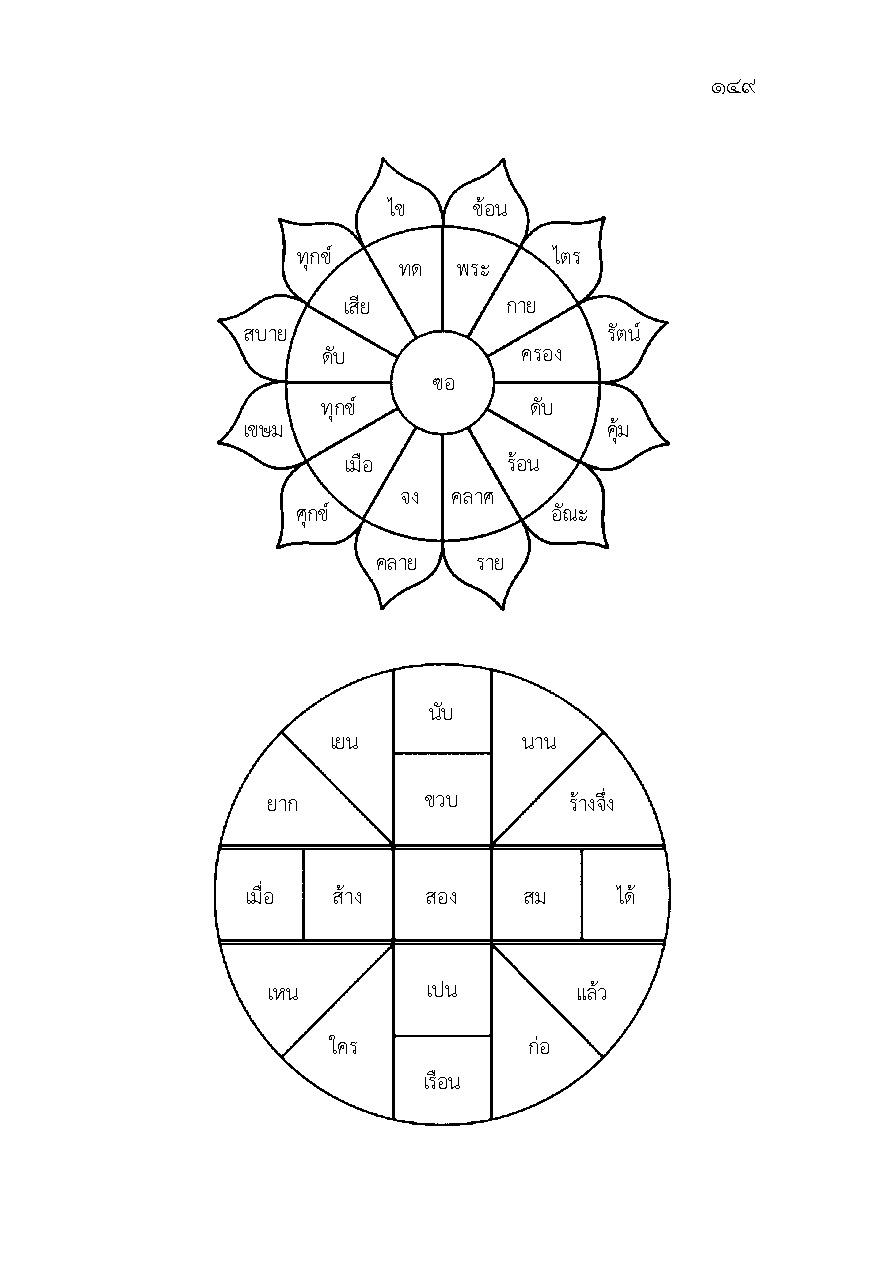 ๑๔๙
ไข ซ้อน
ทุกข์ ไตร
ทด พระ
เสีย กาย
สบาย รัตน์
ดับ ครอง
ฃอ
ทุกข์ ดับ
เขษม คุ้ม
เมือ ร้อน
จง คลาศ
ศุกข์ อัณะ
คลาย ราย
นับ
เยน นาน
ยาก ขวบ ร้างจึ่ง
เมื่อ ส้าง สอง สม ได้
เหน เปน แล้ว
ใคร ก่อ
เรือน